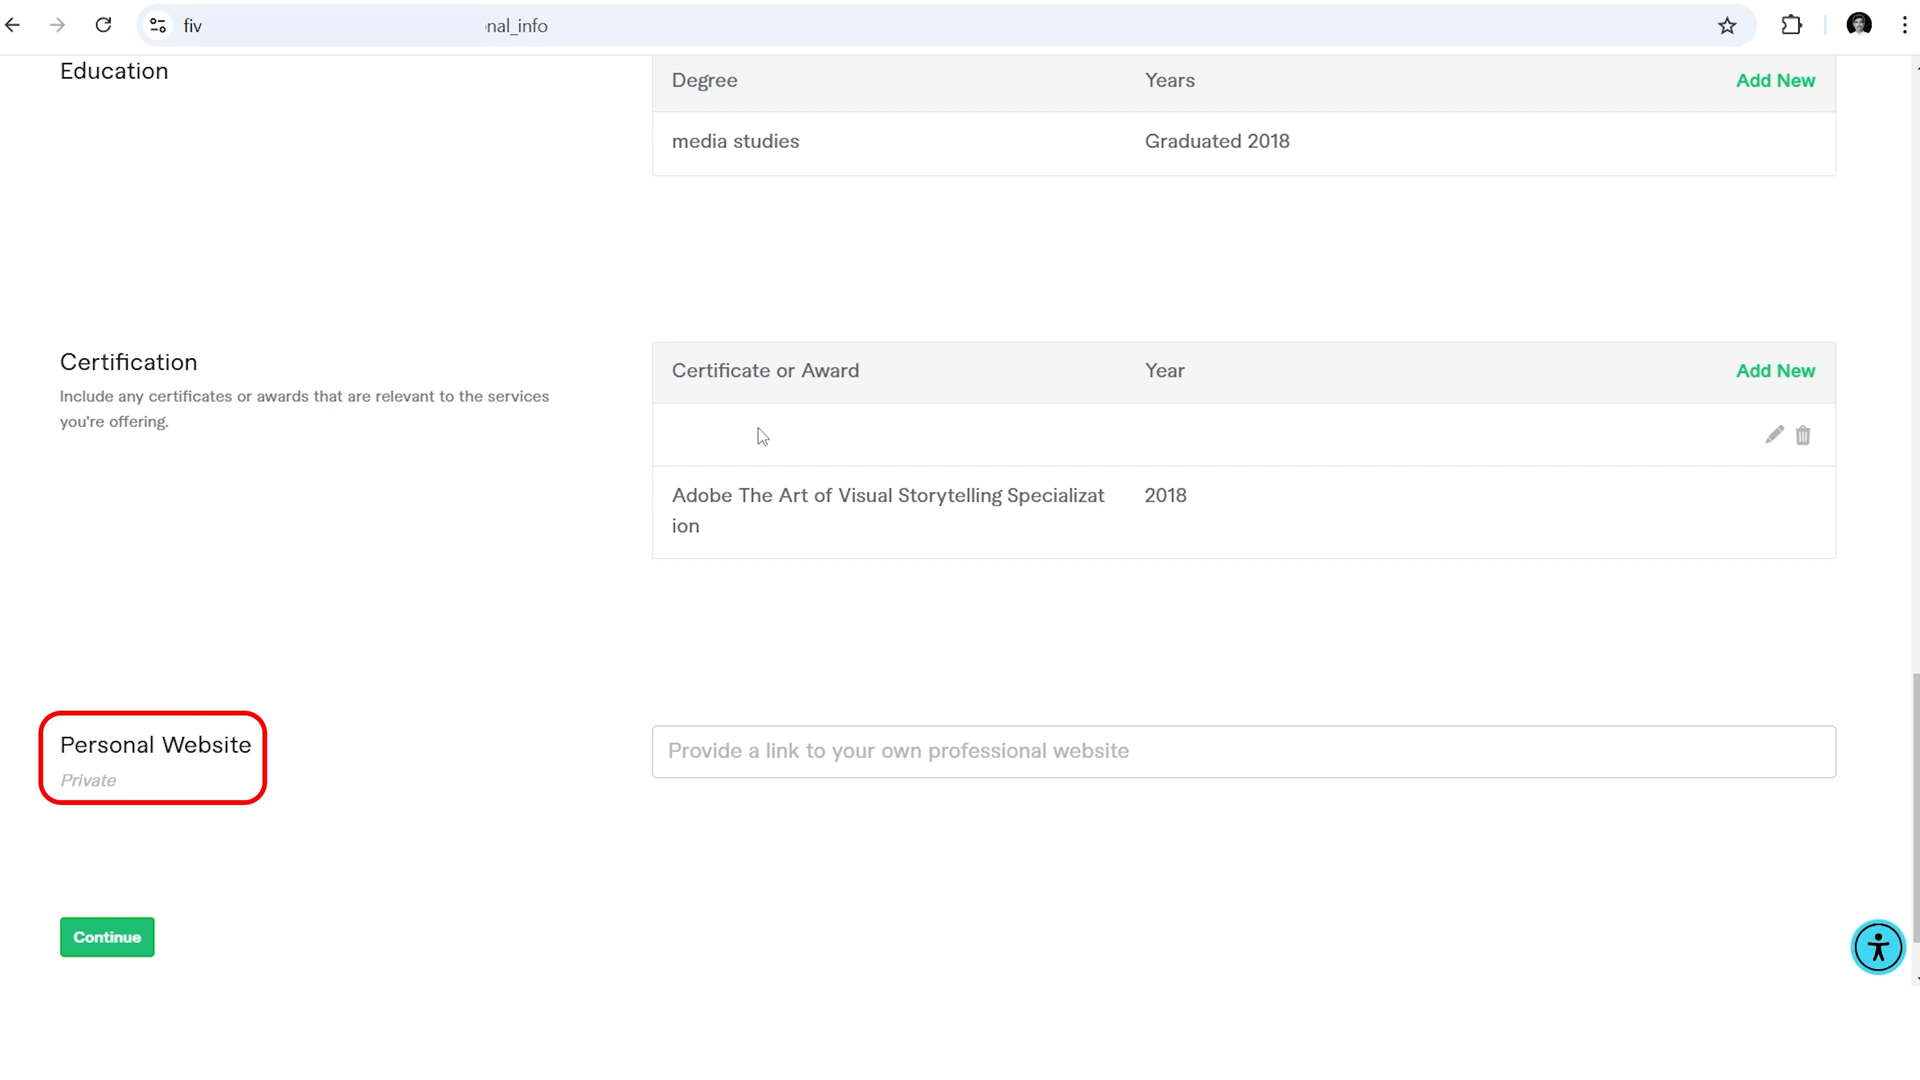 fiv
nal_info
Education
Degree Years Add New
media studies Graduated 2018
Certification
Include any certificates or awards that are relevant to the services
you're offering.
Certificate or Award Year Add New
Adobe The Art of Visual Storytelling Specializat 2018
ion
Personal Website
Private
Provide a link to your own professional website
Continue